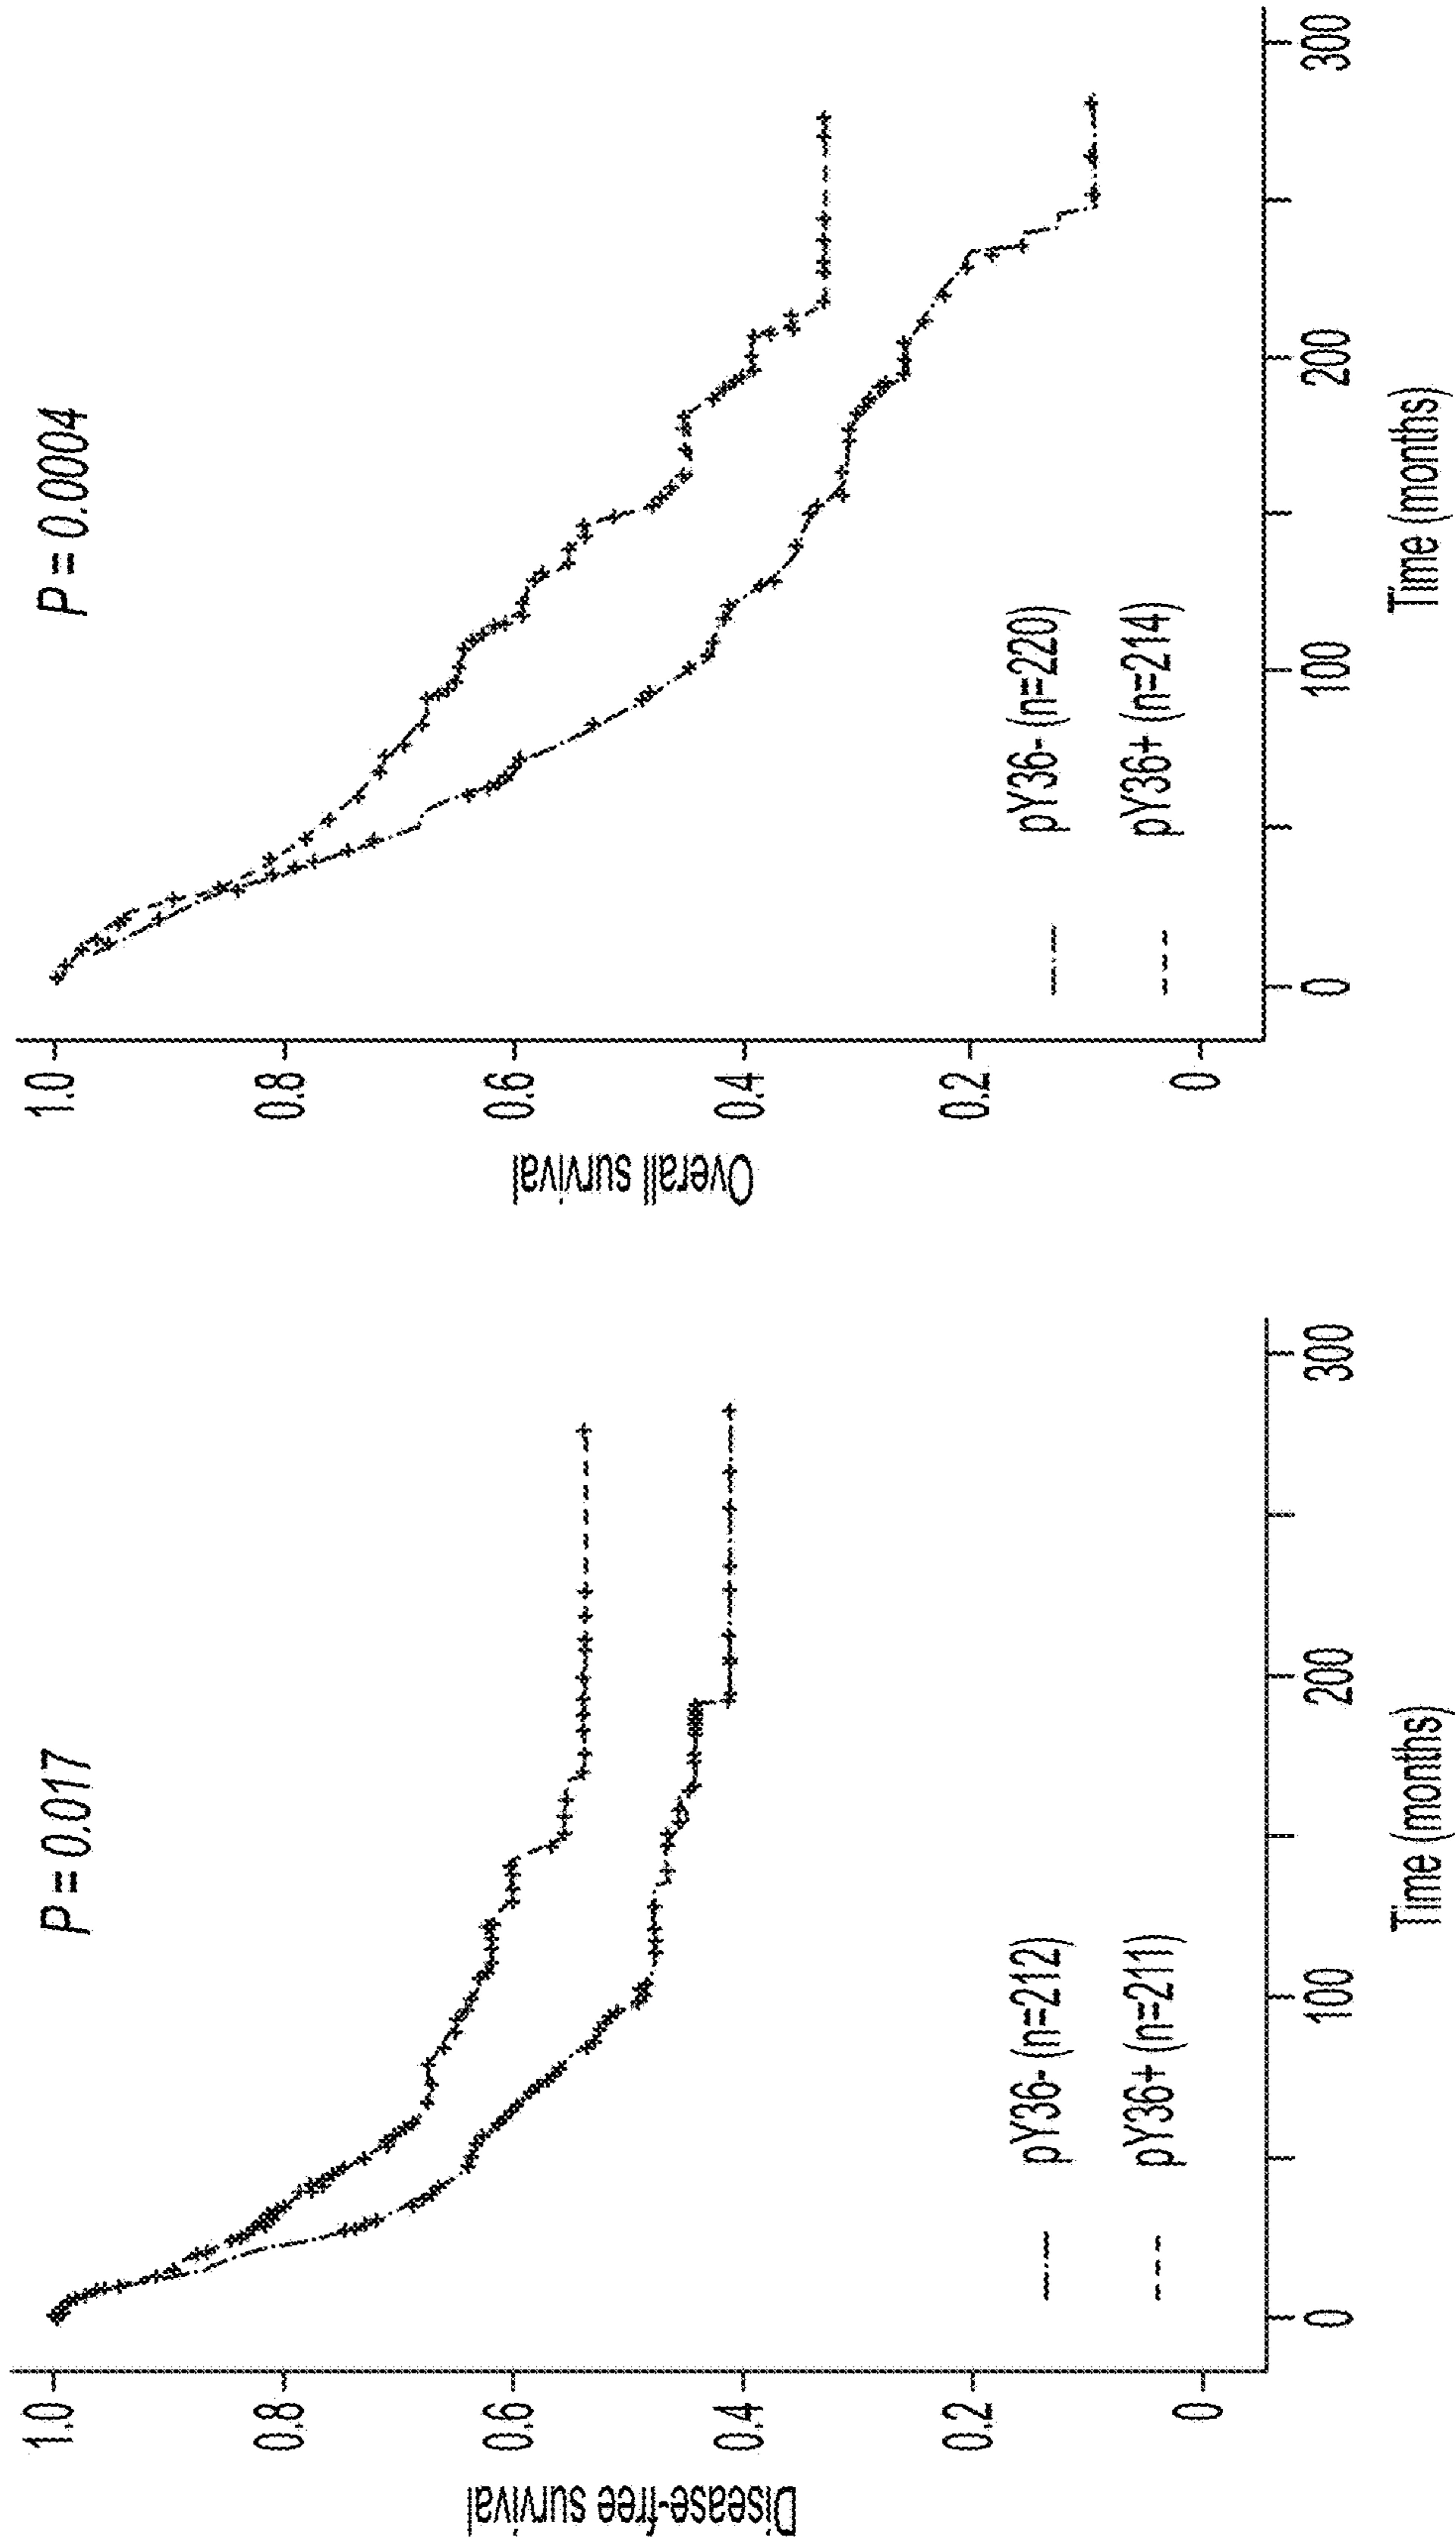 P = 0.017
Disease-free survival
1.0
0.8
0.6
0.4
0.2
0
pY36- (n=212)
pY36+ (n=211)
0
100
200
300
Time (months)
P = 0.0004
Overall survival
1.0
0.8
0.6
0.4
0.2
0
pY36- (n=220)
pY36+ (n=214)
0
100
200
300
Time (months)